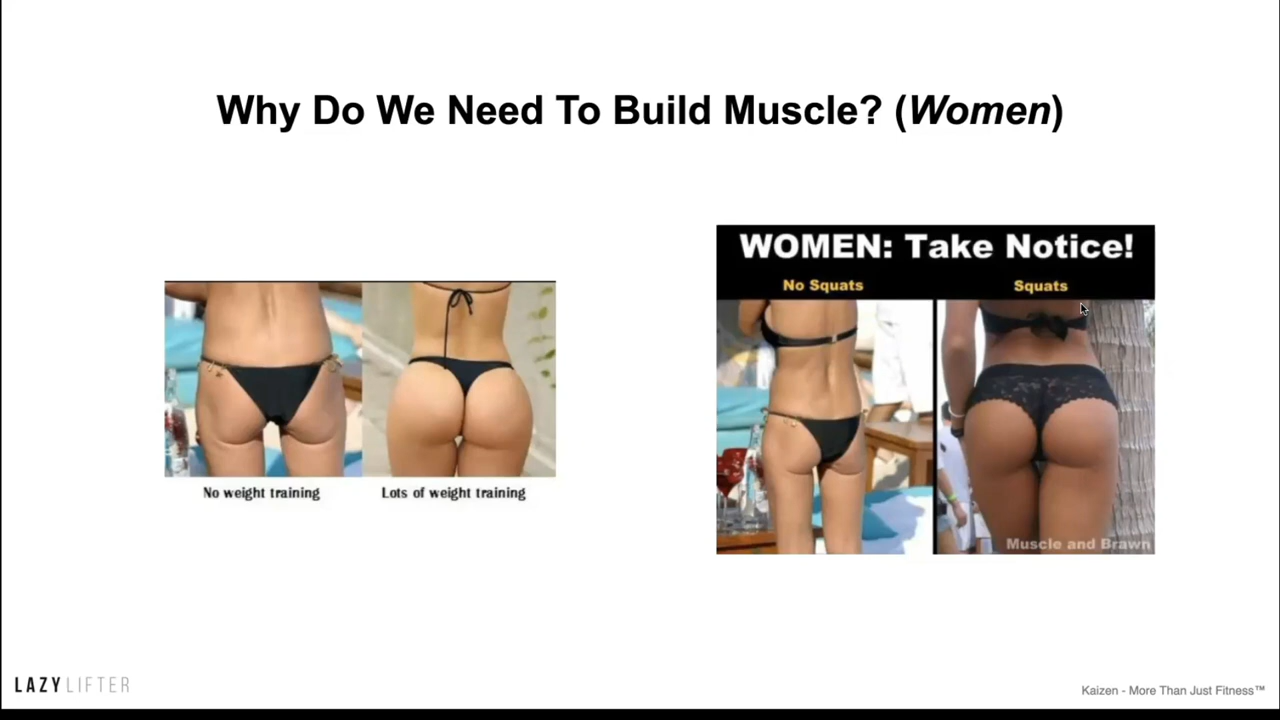 Why Do We Need To Build Muscle? (Women)
WOMEN: Take Notice!
No Squats
Squats
No weight training
Lots of weight training
Muscle and Brawn
LAZYLIFTER
Kaizen - More Than Just Fitness™